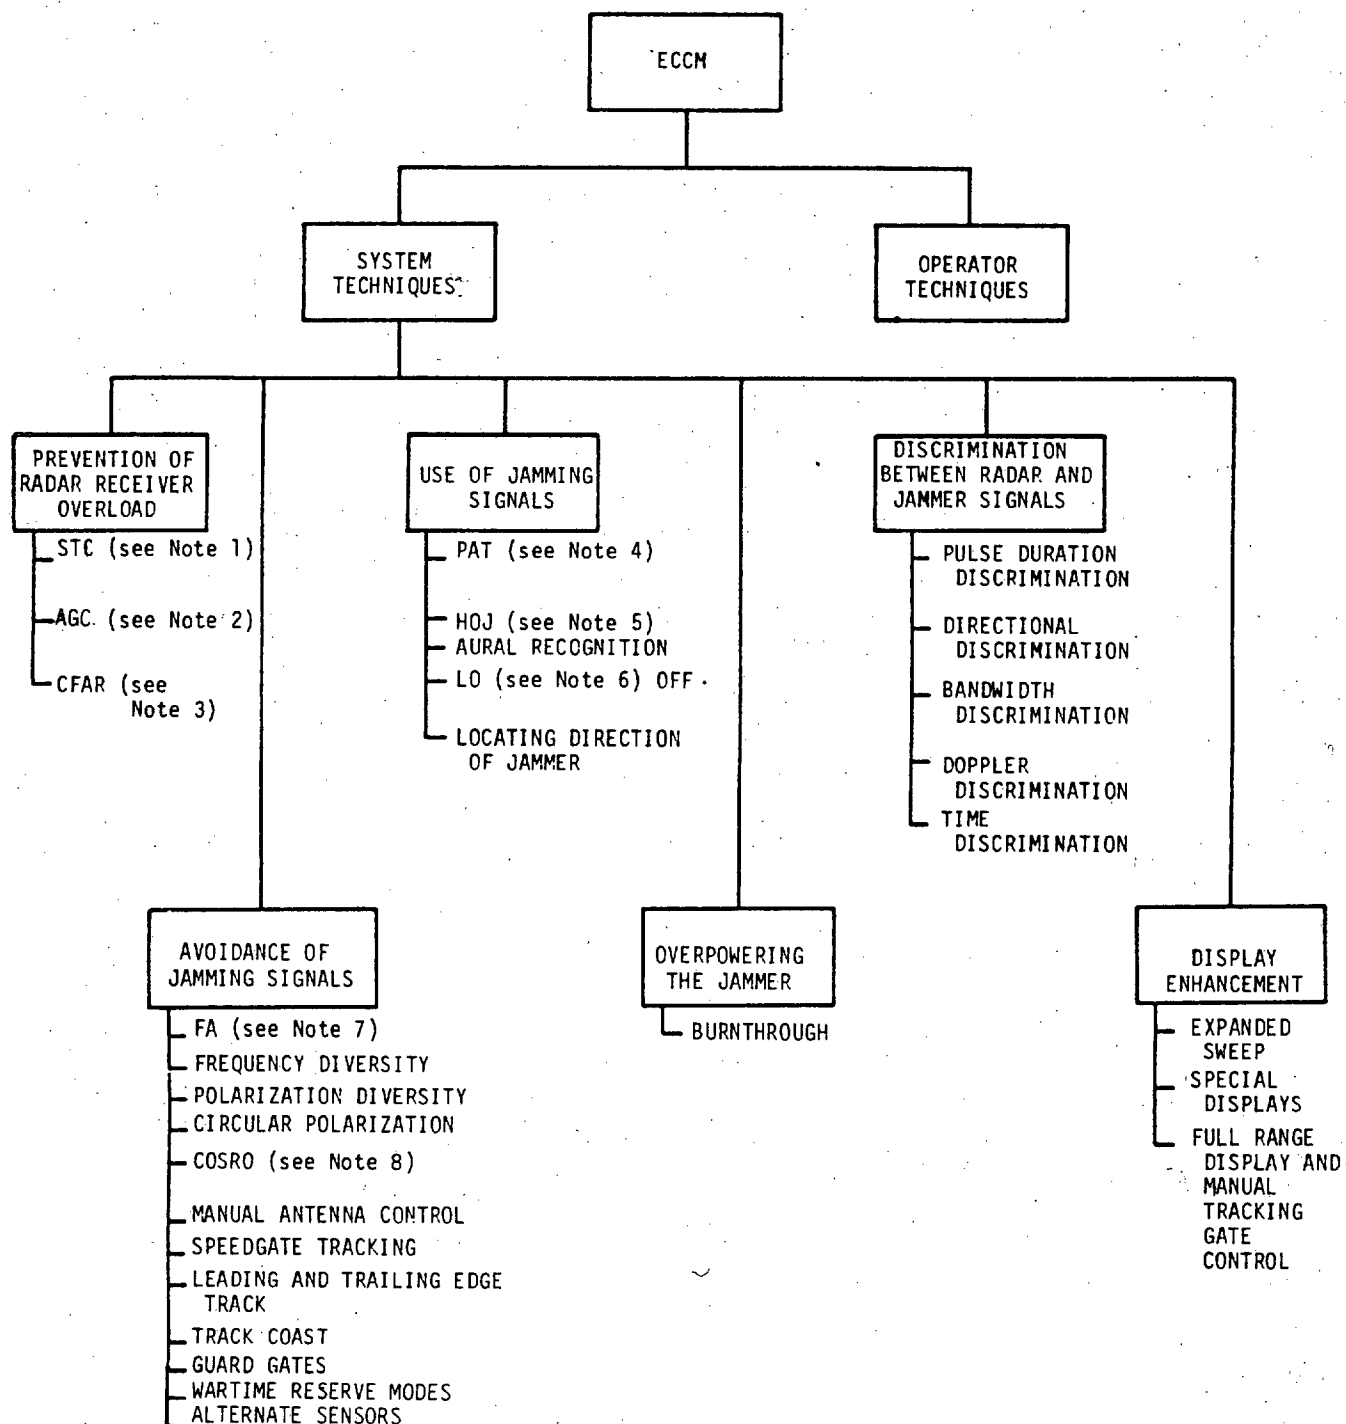 ECCM
SYSTEM
TECHNIQUES
OPERATOR
TECHNIQUES
PREVENTION OF
RADAR RECEIVER
OVERLOAD
STC (see Note 1)
AGC. (see Note 2)
CFAR (see
Note 3)
USE OF JAMMING
SIGNALS
PAT (see Note 4)
HOJ (see Note 5)
AURAL RECOGNITION
LO (see Note 6) OFF
LOCATING DIRECTION
OF JAMMER
DISCRIMINATION
BETWEEN RADAR AND
JAMMER SIGNALS
PULSE DURATION
DISCRIMINATION
DIRECTIONAL
DISCRIMINATION
BANDWIDTH
DISCRIMINATION
DOPPLER
DISCRIMINATION
TIME
DISCRIMINATION
AVOIDANCE OF
JAMMING SIGNALS
FA (see Note 7)
FREQUENCY DIVERSITY
POLARIZATION DIVERSITY
CIRCULAR POLARIZATION
COSRO (see Note 8)
MANUAL ANTENNA CONTROL
SPEEDGATE TRACKING
LEADING AND TRAILING EDGE
TRACK
TRACK COAST
GUARD GATES
WARTIME RESERVE MODES
ALTERNATE SENSORS
OVERPOWERING
THE JAMMER
BURNTHROUGH
DISPLAY
ENHANCEMENT
EXPANDED
SWEEP
SPECIAL
DISPLAYS
FULL RANGE
DISPLAY AND
MANUAL
TRACKING
GATE
CONTROL